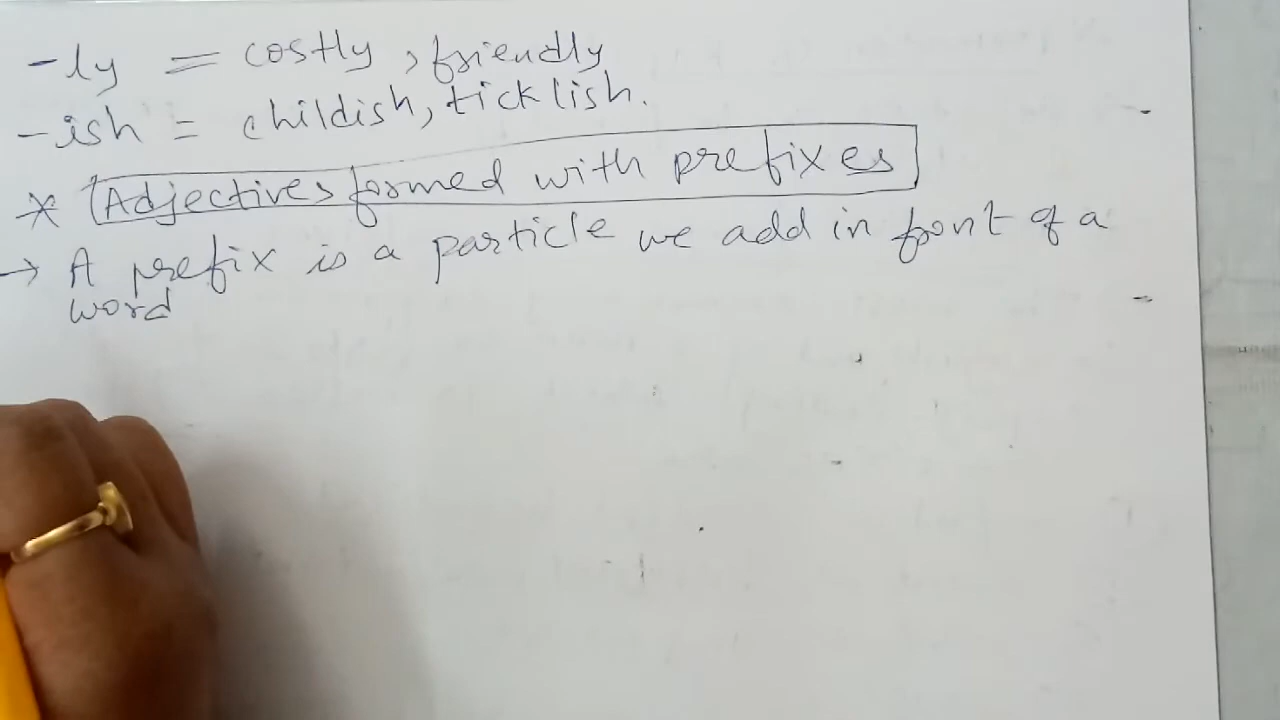 -ly = costly, friendly
-ish = childish, ticklish.
* Adjectives formed with prefixes
→ A prefix is a particle we add in front of a
word